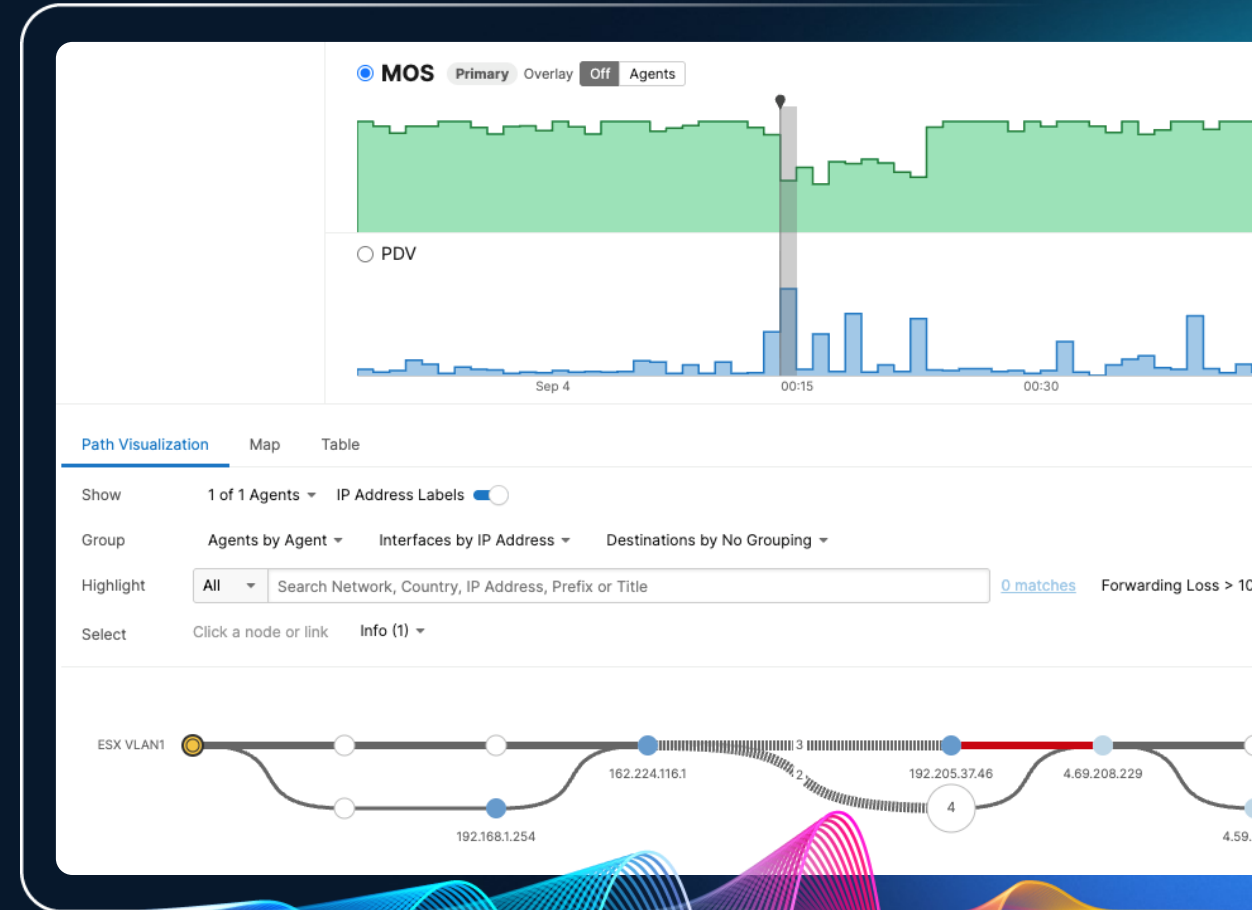 MOS Primary Overlay Off Agents
PDV
Sep 4 00:15 00:30
Path Visualization Map Table
Show 1 of 1 Agents IP Address Labels
Group Agents by Agent Interfaces by IP Address Destinations by No Grouping
Highlight All Search Network, Country, IP Address, Prefix or Title 0 matches Forwarding Loss > 10
Select Click a node or link Info (1)
ESX VLAN1 3
162.224.116.1 2 192.205.37.46 4.69.208.229
4
192.168.1.254 4.59.